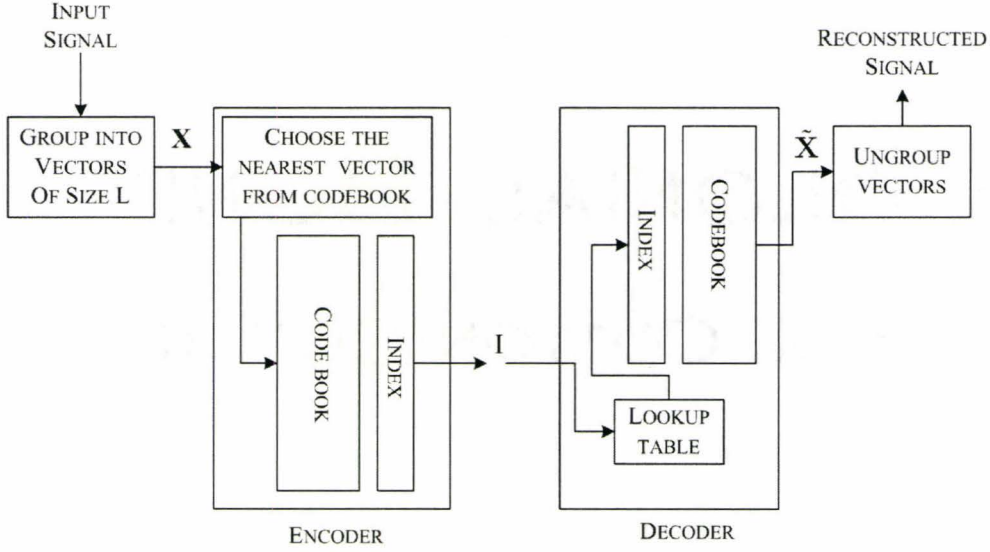 INPUT
SIGNAL
GROUP INTO
VECTORS
OF SIZE L
X
CHOOSE THE
NEAREST VECTOR
FROM CODEBOOK
CODE BOOK
INDEX
ENCODER
I
INDEX
CODEBOOK
LOOKUP
TABLE
DECODER
X̃
UNGROUP
VECTORS
RECONSTRUCTED
SIGNAL